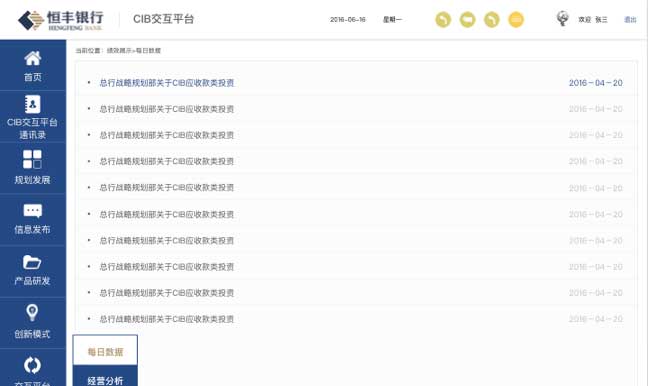 恒丰银行
HENGFENG BANK
CIB交互平台
2016-06-16 星期一
欢迎 张三 退出
当前位置：绩效展示>每日数据
首页
CIB交互平台
通讯录
规划发展
信息发布
产品研发
创新模式
交互平台
• 总行战略规划部关于CIB应收款类投资 2016-04-20
• 总行战略规划部关于CIB应收款类投资 2016-04-20
• 总行战略规划部关于CIB应收款类投资 2016-04-20
• 总行战略规划部关于CIB应收款类投资 2016-04-20
• 总行战略规划部关于CIB应收款类投资 2016-04-20
• 总行战略规划部关于CIB应收款类投资 2016-04-20
• 总行战略规划部关于CIB应收款类投资 2016-04-20
• 总行战略规划部关于CIB应收款类投资 2016-04-20
• 总行战略规划部关于CIB应收款类投资 2016-04-20
• 总行战略规划部关于CIB应收款类投资 2016-04-20
每日数据
经营分析